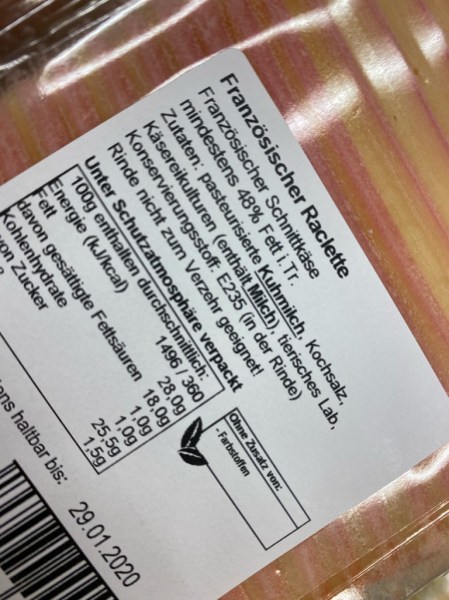 Französischer Raclette
Französischer Schnittkäse
mindestens 48% Fett i.Tr.
Zutaten: pasteurisierte Kuhmilch, Kochsalz,
Käsereikulturen (enthält Milch), tierisches Lab,
Konservierungsstoff: E235 (in der Rinde)
Rinde nicht zum Verzehr geeignet!
Unter Schutzatmosphäre verpackt
100g enthalten durchschnittlich:
Energie (kJ/kcal) 1496 / 360
Fett 28,0g
davon gesättigte Fettsäuren 18,0g
Kohlenhydrate 1,0g
von Zucker 1,0g
25,5g
1,5g
Ohne Zusatz von:
- Farbstoffen
haltbar bis: 29.01.2020